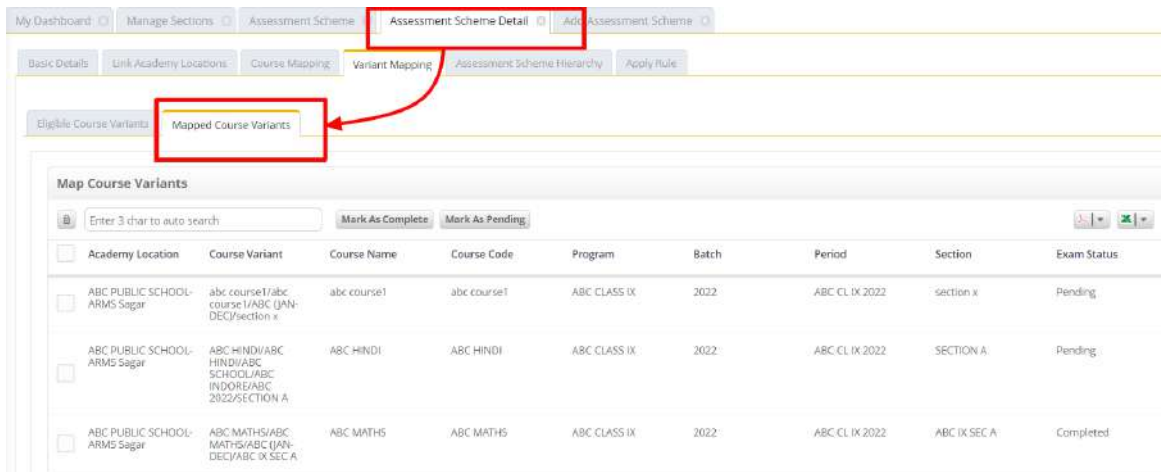 My Dashboard Manage Sections Assessment Scheme Assessment Scheme Detail Add Assessment Scheme
Basic Details Link Academy Locations Course Mapping Variant Mapping Assessment Scheme Hierarchy Apply Rule
Eligible Course Variants Mapped Course Variants
Map Course Variants
Enter 3 char to auto search Mark As Complete Mark As Pending
Academy Location Course Variant Course Name Course Code Program Batch Period Section Exam Status
ABC PUBLIC SCHOOL- abc course1/abc abc course1 abc course1 ABC CLASS IX 2022 ABC CL IX 2022 section x Pending
ARMS Sagar course1/ABC (JAN-
DEC)/section x
ABC PUBLIC SCHOOL- ABC HINDI/ABC ABC HINDI ABC HINDI ABC CLASS IX 2022 ABC CL IX 2022 SECTION A Pending
ARMS Sagar HINDI/ABC
SCHOOL/ABC
INDORE/ABC
2022/SECTION A
ABC PUBLIC SCHOOL- ABC MATHS/ABC ABC MATHS ABC MATHS ABC CLASS IX 2022 ABC CL IX 2022 ABC IX SEC A Completed
ARMS Sagar MATHS/ABC (JAN-
DEC)/ABC IX SEC A